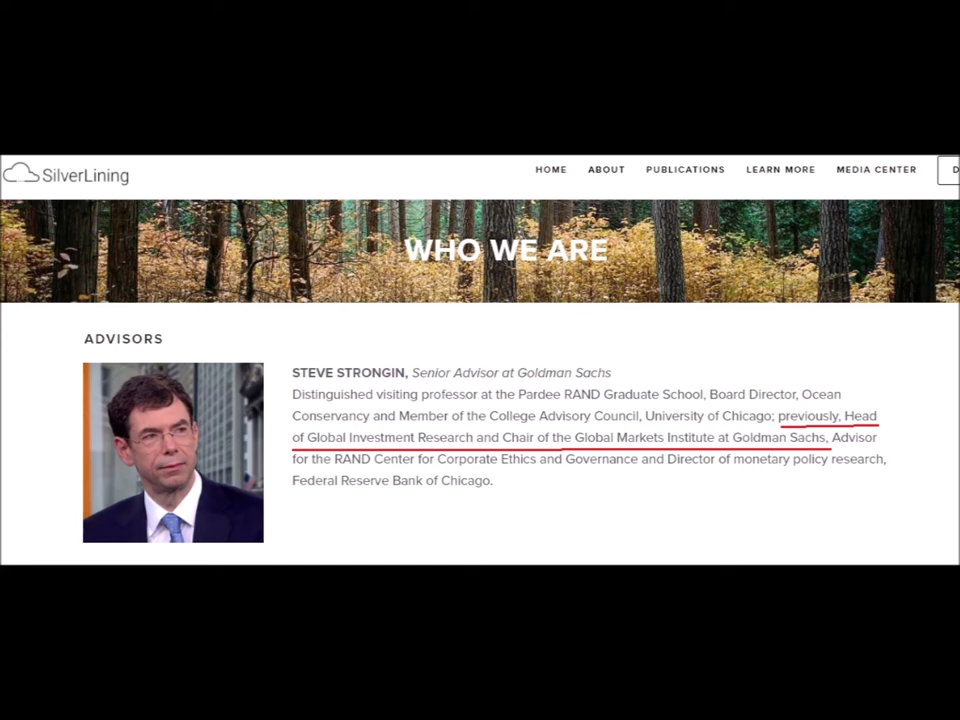 SilverLining
HOME ABOUT PUBLICATIONS LEARN MORE MEDIA CENTER D
WHO WE ARE
ADVISORS
STEVE STRONGIN, Senior Advisor at Goldman Sachs
Distinguished visiting professor at the Pardee RAND Graduate School, Board Director, Ocean
Conservancy and Member of the College Advisory Council, University of Chicago; previously, Head
of Global Investment Research and Chair of the Global Markets Institute at Goldman Sachs, Advisor
for the RAND Center for Corporate Ethics and Governance and Director of monetary policy research,
Federal Reserve Bank of Chicago.